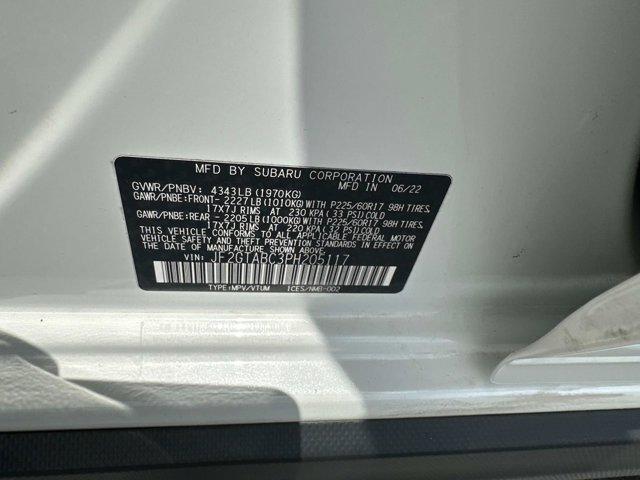 MFD BY SUBARU CORPORATION
GVWR/PNBV: 4343LB(1970KG) MFD IN 06/22
GAWR/PNBE:FRONT- 2227LB(1010KG)WITH P225/60R17 98H TIRES,
17X7J RIMS AT 230 KPA(33 PSI)COLD
GAWR/PNBE:REAR - 2205LB(1000KG)WITH P225/60R17 98H TIRES,
17X7J RIMS AT 220 KPA(32 PSI)COLD
THIS VEHICLE CONFORMS TO ALL APPLICABLE FEDERAL MOTOR
VEHICLE SAFETY AND THEFT PREVENTION STANDARDS IN EFFECT
ON THE DATE OF MANUFACTURE SHOWN ABOVE.
VIN: JF2GTABC3PH205117
TYPE:MPV/VTUM ICES/NMB-002